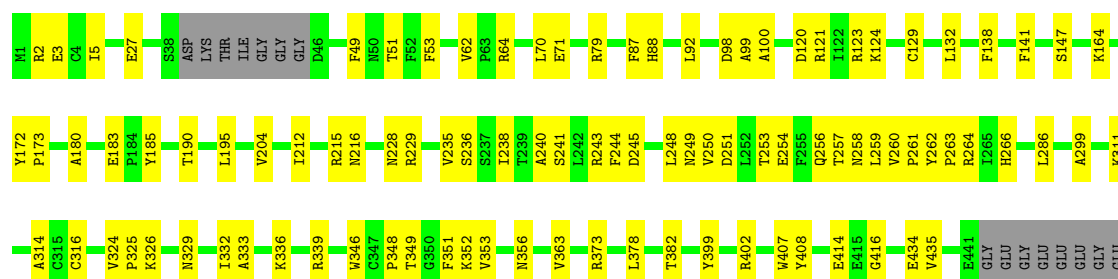 M1 R2 E3 C4 I5 E27 S38 ASP LYS THR ILE GLY GLY GLY D46 F49 N50 T51 F52 F53 V62 P63 R64 L70 E71 R79 F87 H88 L92 D98 A99 A100 D120 R121 I122 R123 K124 C129 L132 F138 F141 S147 K164
Y172 P173 A180 E183 P184 Y185 T190 L195 V204 I212 R215 N216 N228 R229 V235 S236 S237 I238 T239 A240 S241 L242 R243 F244 D245 L248 N249 V250 D251 L252 T253 E254 F255 Q256 T257 N258 L259 V260 P261 Y262 P263 R264 I265 H266 L286 A299 K311
A314 C315 C316 V324 P325 K326 N329 I332 A333 K336 R339 W346 C347 P348 T349 G350 F351 K352 V353 N356 V363 R373 L378 T382 Y399 R402 W407 Y408 E414 E415 G416 E434 V435 E441 GLY GLU GLY GLU GLU GLU GLY